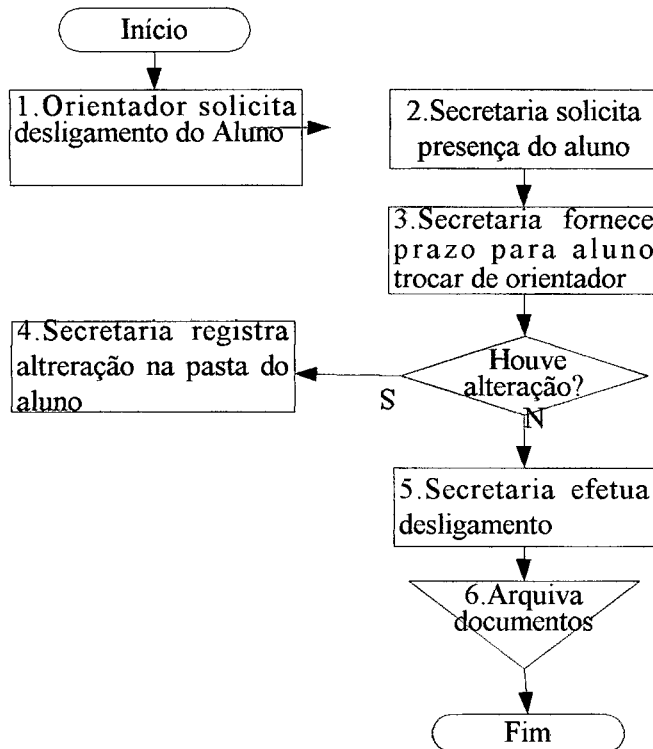 Início
1.Orientador solicita
desligamento do Aluno
2.Secretaria solicita
presença do aluno
3.Secretaria fornece
prazo para aluno
trocar de orientador
Houve
alteração?
S
N
4.Secretaria registra
altreração na pasta do
aluno
5.Secretaria efetua
desligamento
6.Arquiva
documentos
Fim